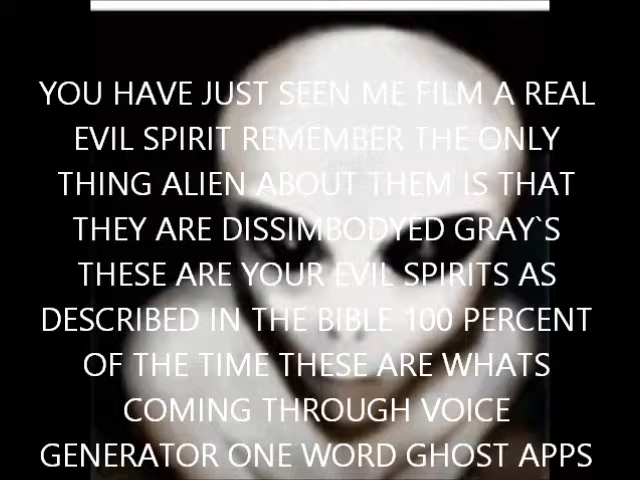 YOU HAVE JUST SEEN ME FILM A REAL
EVIL SPIRIT REMEMBER THE ONLY
THING ALIEN ABOUT THEM IS THAT
THEY ARE DISSIMBODYED GRAY`S
THESE ARE YOUR EVIL SPIRITS AS
DESCRIBED IN THE BIBLE 100 PERCENT
OF THE TIME THESE ARE WHATS
COMING THROUGH VOICE
GENERATOR ONE WORD GHOST APPS